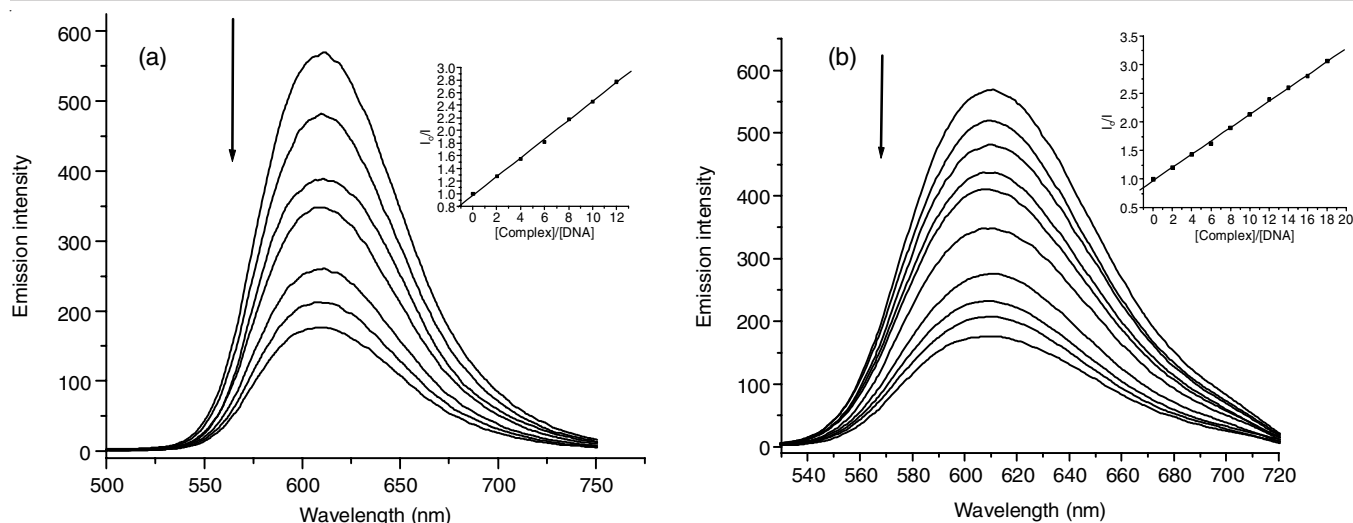 (a)
600
500
400
300
200
100
0
500 550 600 650 700 750
Wavelength (nm)
Emission intensity
3.0
2.8
2.6
2.4
2.2
2.0
1.8
1.6
1.4
1.2
1.0
0.8
I₀/I
0 2 4 6 8 10 12
[Complex]/[DNA]
(b)
600
500
400
300
200
100
0
540 560 580 600 620 640 660 680 700 720
Wavelength (nm)
Emission intensity
3.5
3.0
2.5
2.0
1.5
1.0
0.5
I₀/I
0 2 4 6 8 10 12 14 16 18 20
[Complex]/[DNA]